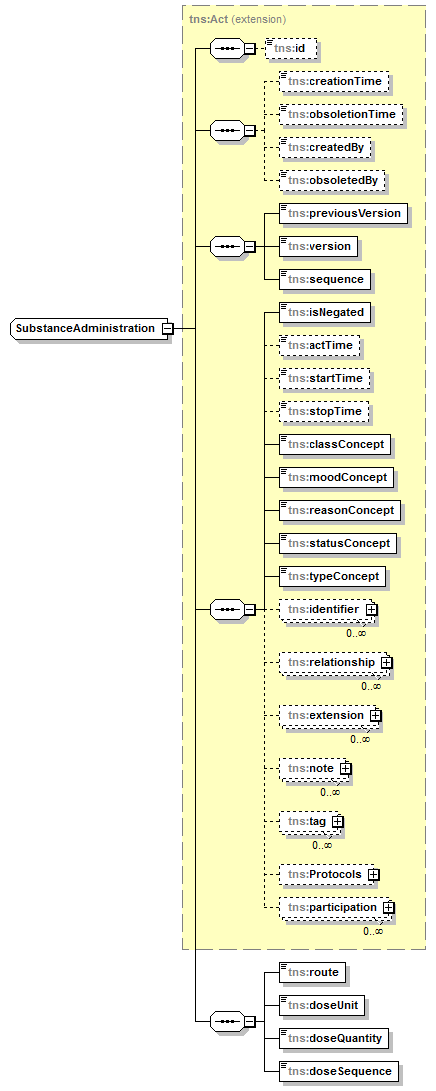 tns:Act (extension)
tns:id
tns:creationTime
tns:obsoletionTime
tns:createdBy
tns:obsoletedBy
tns:previousVersion
tns:version
tns:sequence
SubstanceAdministration
tns:isNegated
tns:actTime
tns:startTime
tns:stopTime
tns:classConcept
tns:moodConcept
tns:reasonConcept
tns:statusConcept
tns:typeConcept
tns:identifier
0..∞
tns:relationship
0..∞
tns:extension
0..∞
tns:note
0..∞
tns:tag
0..∞
tns:Protocols
tns:participation
0..∞
tns:route
tns:doseUnit
tns:doseQuantity
tns:doseSequence